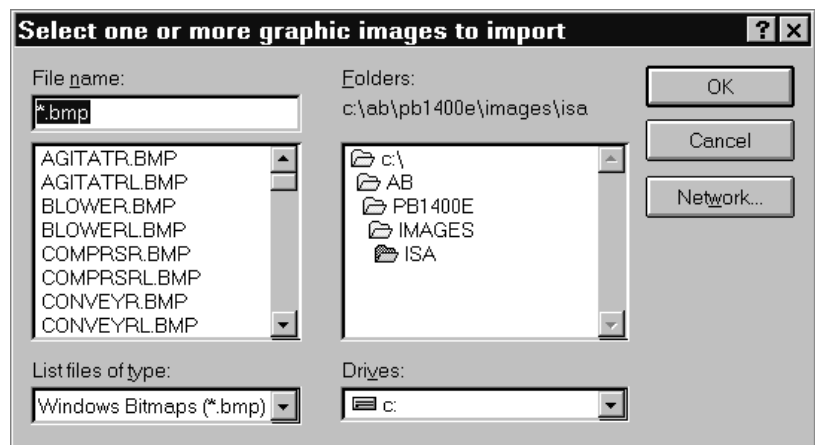 Select one or more graphic images to import
File name:
*.bmp
AGITATR.BMP
AGITATRL.BMP
BLOWER.BMP
BLOWERL.BMP
COMPRSR.BMP
COMPRSRL.BMP
CONVEYR.BMP
CONVEYRL.BMP
List files of type:
Windows Bitmaps (*.bmp)
Folders:
c:\ab\pb1400e\images\isa
c:\
AB
PB1400E
IMAGES
ISA
Drives:
c:
OK
Cancel
Network...